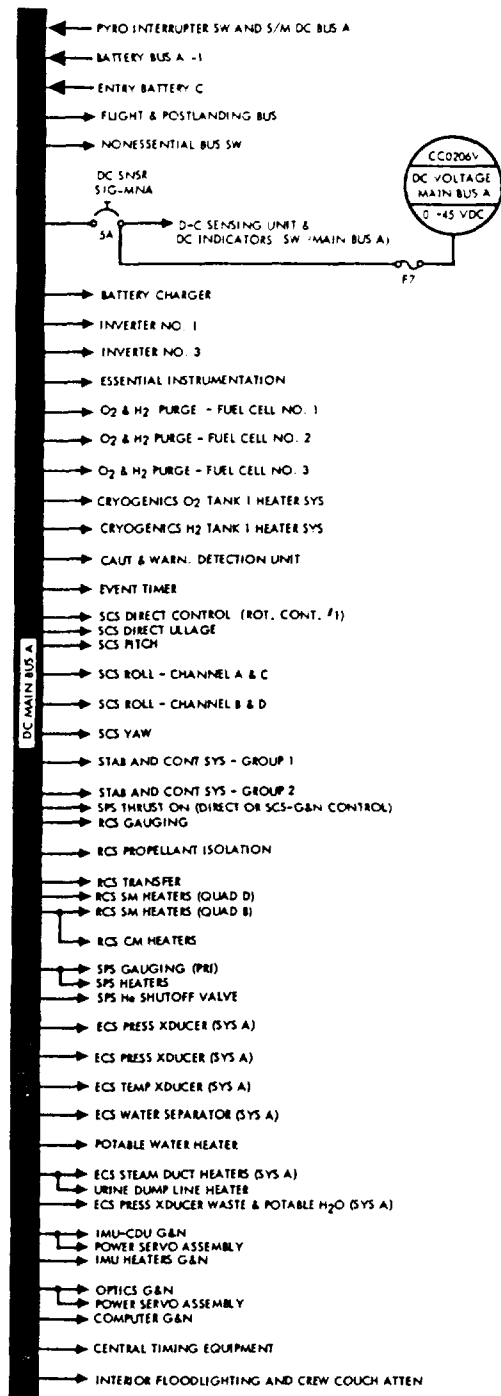 PYRO INTERRUPTER SW AND S/M DC BUS A
BATTERY BUS A -1
ENTRY BATTERY C
FLIGHT & POSTLANDING BUS
NONESSENTIAL BUS SW
CC0206V
DC VOLTAGE
MAIN BUS A
0 -45 VDC
DC SNSR
SIG-MNA
5A
D-C SENSING UNIT &
DC INDICATORS SW (MAIN BUS A)
F7
BATTERY CHARGER
INVERTER NO. 1
INVERTER NO. 3
ESSENTIAL INSTRUMENTATION
O2 & H2 PURGE - FUEL CELL NO. 1
O2 & H2 PURGE - FUEL CELL NO. 2
O2 & H2 PURGE - FUEL CELL NO. 3
CRYOGENICS O2 TANK 1 HEATER SYS
CRYOGENICS H2 TANK 1 HEATER SYS
CAUT & WARN. DETECTION UNIT
EVENT TIMER
SCS DIRECT CONTROL (ROT. CONT. #1)
SCS DIRECT ULLAGE
SCS PITCH
DC MAIN BUS A
SCS ROLL - CHANNEL A & C
SCS ROLL - CHANNEL B & D
SCS YAW
STAB AND CONT SYS - GROUP 1
STAB AND CONT SYS - GROUP 2
SPS THRUST ON (DIRECT OR SCS-G&N CONTROL)
RCS GAUGING
RCS PROPELLANT ISOLATION
RCS TRANSFER
RCS SM HEATERS (QUAD D)
RCS SM HEATERS (QUAD B)
RCS CM HEATERS
SPS GAUGING (PRI)
SPS HEATERS
SPS He SHUTOFF VALVE
ECS PRESS XDUCER (SYS A)
ECS PRESS XDUCER (SYS A)
ECS TEMP XDUCER (SYS A)
ECS WATER SEPARATOR (SYS A)
POTABLE WATER HEATER
ECS STEAM DUCT HEATERS (SYS A)
URINE DUMP LINE HEATER
ECS PRESS XDUCER WASTE & POTABLE H2O (SYS A)
IMU-CDU G&N
POWER SERVO ASSEMBLY
IMU HEATERS G&N
OPTICS G&N
POWER SERVO ASSEMBLY
COMPUTER G&N
CENTRAL TIMING EQUIPMENT
INTERIOR FLOODLIGHTING AND CREW COUCH ATTEN